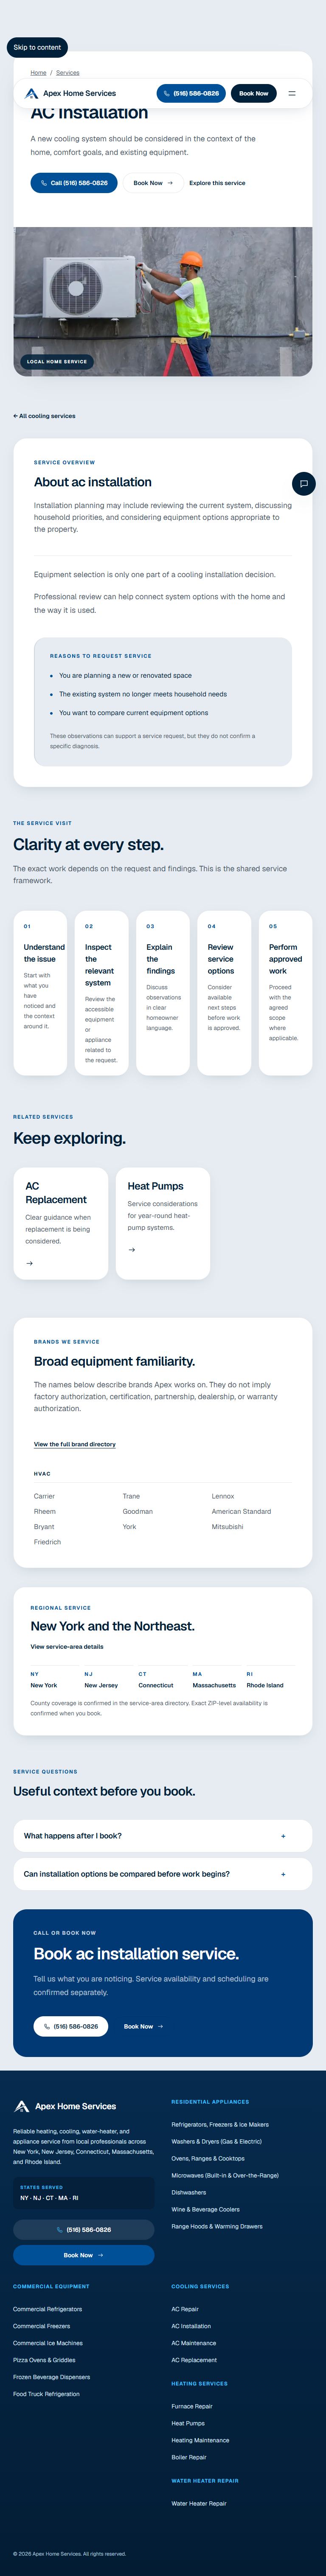 Skip to content
Home / Services
Apex Home Services
(516) 586-0826
Book Now
AC Installation
A new cooling system should be considered in the context of the
home, comfort goals, and existing equipment.
Call (516) 586-0826
Book Now →
Explore this service
LOCAL HOME SERVICE
← All cooling services
SERVICE OVERVIEW
About ac installation
Installation planning may include reviewing the current system, discussing
household priorities, and considering equipment options appropriate to
the property.
Equipment selection is only one part of a cooling installation decision.
Professional review can help connect system options with the home and
the way it is used.
REASONS TO REQUEST SERVICE
• You are planning a new or renovated space
• The existing system no longer meets household needs
• You want to compare current equipment options
These observations can support a service request, but they do not confirm a
specific diagnosis.
THE SERVICE VISIT
Clarity at every step.
The exact work depends on the request and findings. This is the shared service
framework.
01
Understand
the issue
Start with
what you
have
noticed and
the context
around it.
02
Inspect
the
relevant
system
Review the
accessible
equipment
or
appliance
related to
the request.
03
Explain
the
findings
Discuss
observations
in clear
homeowner
language.
04
Review
service
options
Consider
available
next steps
before work
is approved.
05
Perform
approved
work
Proceed
with the
agreed
scope
where
applicable.
RELATED SERVICES
Keep exploring.
AC
Replacement
Clear guidance when
replacement is being
considered.
→
Heat Pumps
Service considerations
for year-round heat-
pump systems.
→
BRANDS WE SERVICE
Broad equipment familiarity.
The names below describe brands Apex works on. They do not imply
factory authorization, certification, partnership, dealership, or warranty
authorization.
View the full brand directory
HVAC
Carrier
Trane
Lennox
Rheem
Goodman
American Standard
Bryant
York
Mitsubishi
Friedrich
REGIONAL SERVICE
New York and the Northeast.
View service-area details
NY
New York
NJ
New Jersey
CT
Connecticut
MA
Massachusetts
RI
Rhode Island
County coverage is confirmed in the service-area directory. Exact ZIP-level availability is
confirmed when you book.
SERVICE QUESTIONS
Useful context before you book.
What happens after I book? +
Can installation options be compared before work begins? +
CALL OR BOOK NOW
Book ac installation service.
Tell us what you are noticing. Service availability and scheduling are
confirmed separately.
(516) 586-0826
Book Now →
Apex Home Services
Reliable heating, cooling, water-heater, and
appliance service from local professionals across
New York, New Jersey, Connecticut, Massachusetts,
and Rhode Island.
STATES SERVED
NY · NJ · CT · MA · RI
(516) 586-0826
Book Now →
RESIDENTIAL APPLIANCES
Refrigerators, Freezers & Ice Makers
Washers & Dryers (Gas & Electric)
Ovens, Ranges & Cooktops
Microwaves (Built-in & Over-the-Range)
Dishwashers
Wine & Beverage Coolers
Range Hoods & Warming Drawers
COMMERCIAL EQUIPMENT
Commercial Refrigerators
Commercial Freezers
Commercial Ice Machines
Pizza Ovens & Griddles
Frozen Beverage Dispensers
Food Truck Refrigeration
COOLING SERVICES
AC Repair
AC Installation
AC Maintenance
AC Replacement
HEATING SERVICES
Furnace Repair
Heat Pumps
Heating Maintenance
Boiler Repair
WATER HEATER REPAIR
Water Heater Repair
© 2026 Apex Home Services. All rights reserved.